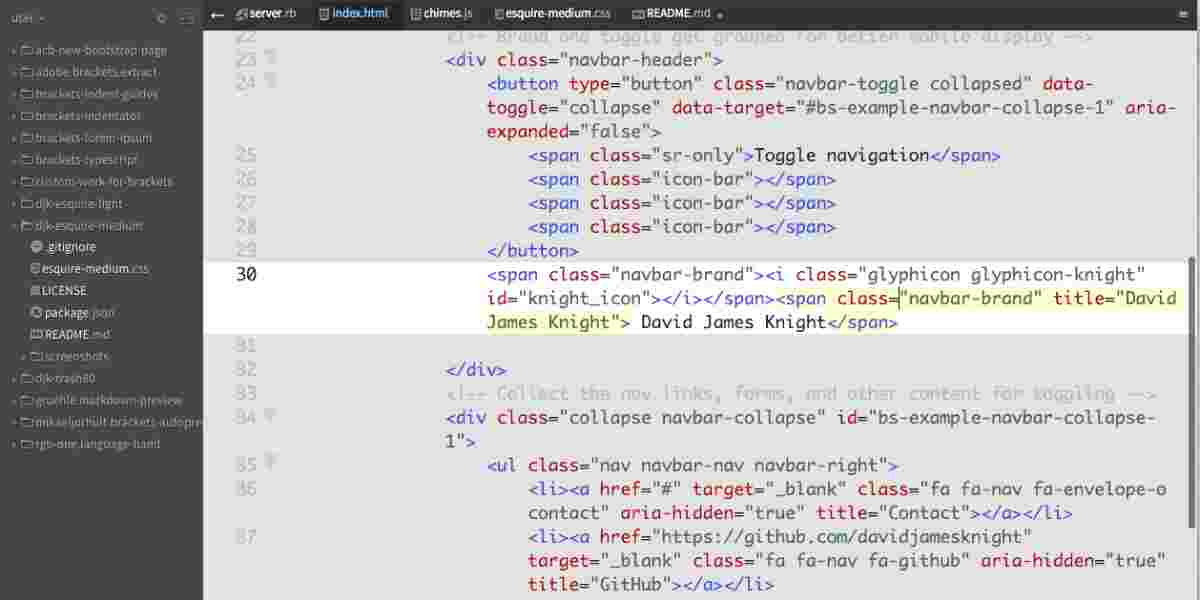 user
acb-new-bootstrap-page
adobe.brackets.extract
brackets-indent-guides
brackets-indentator
brackets-lorem-ipsum
brackets-typescript
custom-work-for-brackets
djk-esquire-light
djk-esquire-medium
.gitignore
esquire-medium.css
LICENSE
package.json
README.md
screenshots
djk-trash80
gruehle.markdown-preview
mikaeljorhult.brackets-autopre
rgb-one.language-haml
server.rb index.html chimes.js esquire-medium.css README.md
22 <!-- Brand and toggle get grouped for better mobile display -->
23 <div class="navbar-header">
24 <button type="button" class="navbar-toggle collapsed" data-
toggle="collapse" data-target="#bs-example-navbar-collapse-1" aria-
expanded="false">
25 <span class="sr-only">Toggle navigation</span>
26 <span class="icon-bar"></span>
27 <span class="icon-bar"></span>
28 <span class="icon-bar"></span>
29 </button>
30 <span class="navbar-brand"><i class="glyphicon glyphicon-knight"
id="knight_icon"></i></span><span class="navbar-brand" title="David
James Knight"> David James Knight</span>
31
32 </div>
33 <!-- Collect the nav links, forms, and other content for toggling -->
34 <div class="collapse navbar-collapse" id="bs-example-navbar-collapse-
1">
35 <ul class="nav navbar-nav navbar-right">
36 <li><a href="#" target="_blank" class="fa fa-nav fa-envelope-o
contact" aria-hidden="true" title="Contact"></a></li>
37 <li><a href="https://github.com/davidjamesknight"
target="_blank" class="fa fa-nav fa-github" aria-hidden="true"
title="GitHub"></a></li>